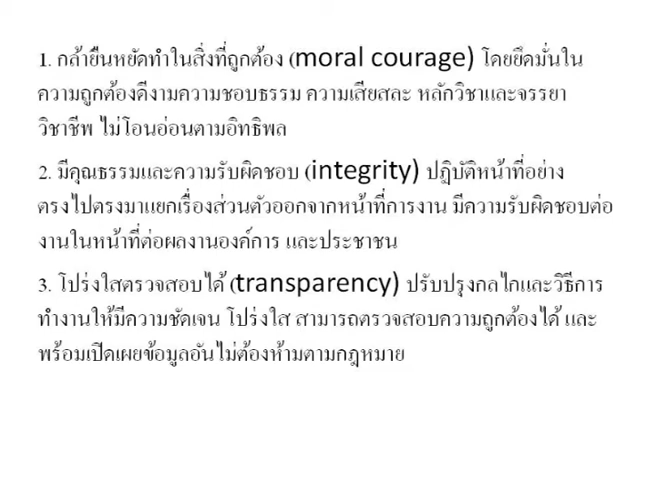 1. กล้ายืนหยัดทำในสิ่งที่ถูกต้อง (moral courage) โดยยึดมั่นใน
ความถูกต้องดีงามความชอบธรรม ความเสียสละ หลักวิชาและจรรยา
วิชาชีพ ไม่โอนอ่อนตามอิทธิพล
2. มีคุณธรรมและความรับผิดชอบ (integrity) ปฏิบัติหน้าที่อย่าง
ตรงไปตรงมาแยกเรื่องส่วนตัวออกจากหน้าที่การงาน มีความรับผิดชอบต่อ
งานในหน้าที่ต่อผลงานองค์การ และประชาชน
3. โปร่งใสตรวจสอบได้ (transparency) ปรับปรุงกลไกและวิธีการ
ทำงานให้มีความชัดเจน โปร่งใส สามารถตรวจสอบความถูกต้องได้ และ
พร้อมเปิดเผยข้อมูลอันไม่ต้องห้ามตามกฎหมาย